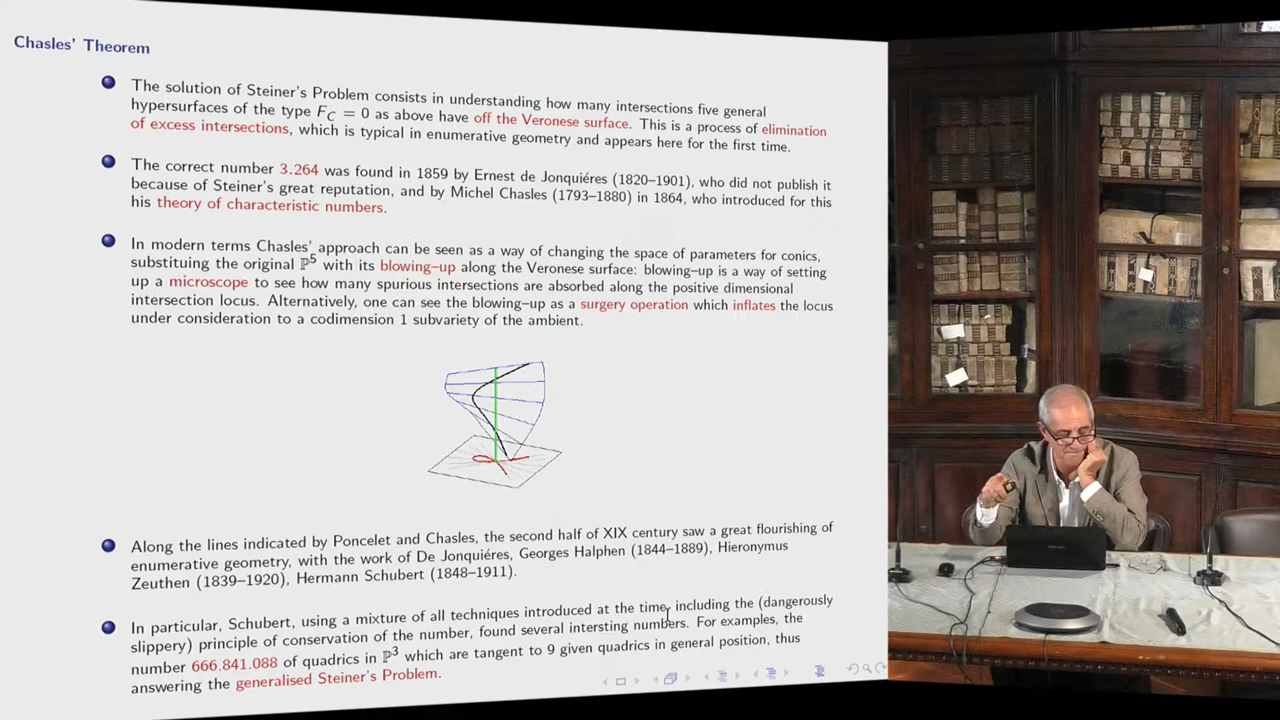 Chasles' Theorem
The solution of Steiner's Problem consists in understanding how many intersections five general
hypersurfaces of the type F_C = 0 as above have off the Veronese surface. This is a process of elimination
of excess intersections, which is typical in enumerative geometry and appears here for the first time.
The correct number 3.264 was found in 1859 by Ernest de Jonquiéres (1820–1901), who did not publish it
because of Steiner's great reputation, and by Michel Chasles (1793–1880) in 1864, who introduced for this
his theory of characteristic numbers.
In modern terms Chasles' approach can be seen as a way of changing the space of parameters for conics,
substituing the original ℙ⁵ with its blowing–up along the Veronese surface: blowing–up is a way of setting
up a microscope to see how many spurious intersections are absorbed along the positive dimensional
intersection locus. Alternatively, one can see the blowing–up as a surgery operation which inflates the locus
under consideration to a codimension 1 subvariety of the ambient.
Along the lines indicated by Poncelet and Chasles, the second half of XIX century saw a great flourishing of
enumerative geometry, with the work of De Jonquiéres, Georges Halphen (1844–1889), Hieronymus
Zeuthen (1839–1920), Hermann Schubert (1848–1911).
In particular, Schubert, using a mixture of all techniques introduced at the time, including the (dangerously
slippery) principle of conservation of the number, found several intersting numbers. For examples, the
number 666.841.088 of quadrics in ℙ³ which are tangent to 9 given quadrics in general position, thus
answering the generalised Steiner's Problem.